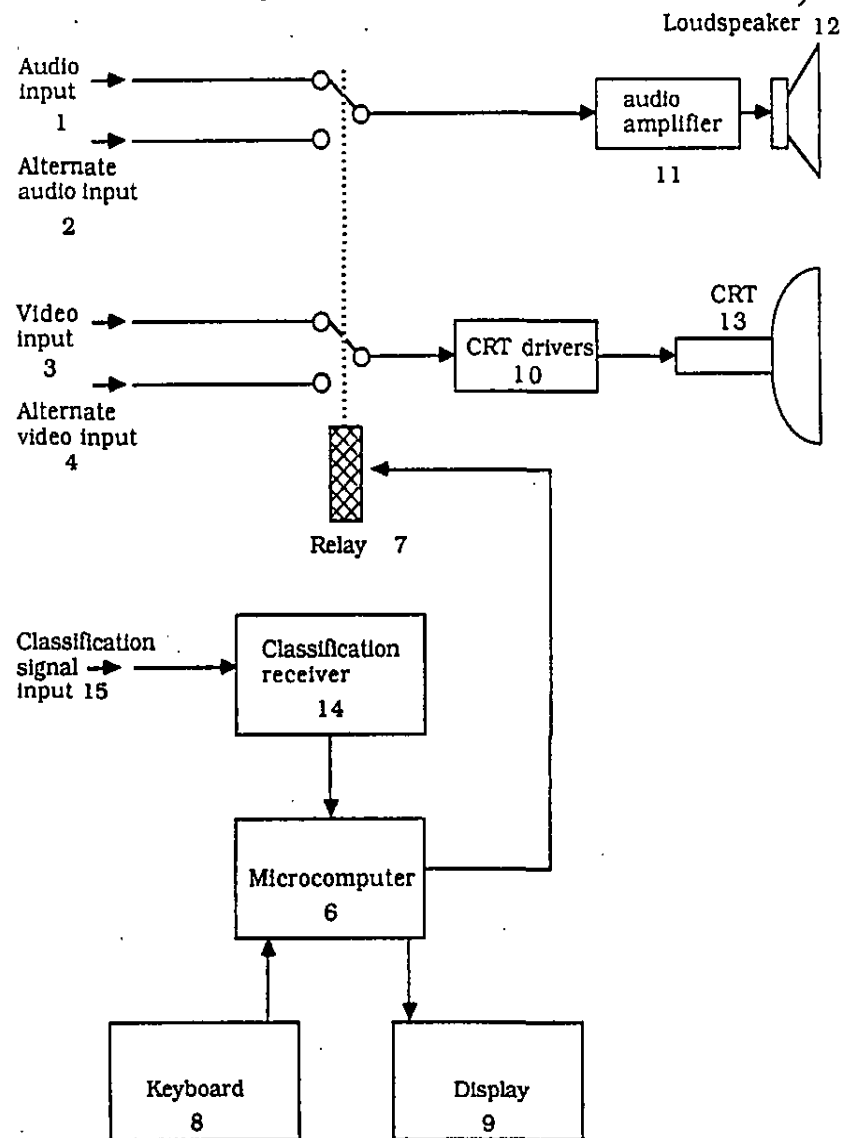 Loudspeaker 12
Audio
input
1
audio
amplifier
11
Alternate
audio input
2
Video
input
3
CRT
13
CRT drivers
10
Alternate
video input
4
Relay 7
Classification
signal
input 15
Classification
receiver
14
Microcomputer
6
Keyboard
8
Display
9